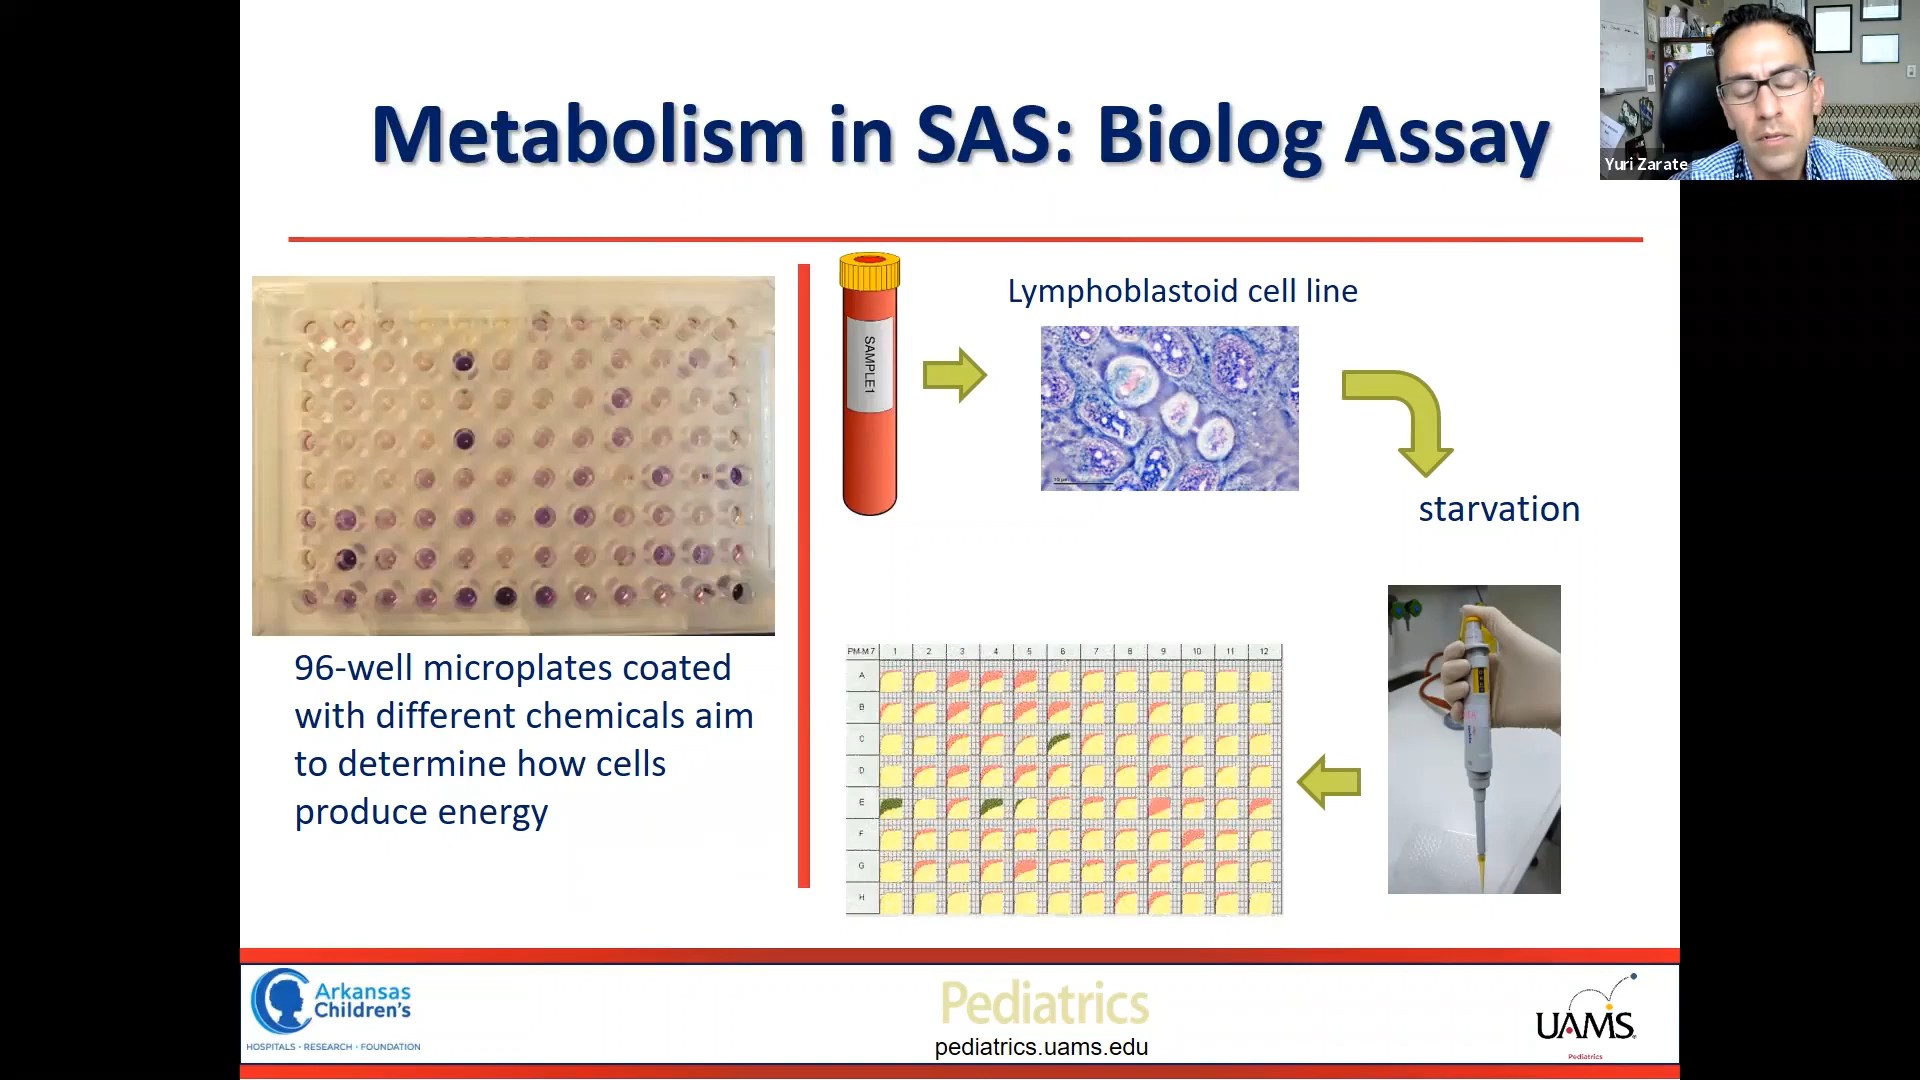 Metabolism in SAS: Biolog Assay
Yuri Zarate
SAMPLE1
Lymphoblastoid cell line
starvation
96-well microplates coated
with different chemicals aim
to determine how cells
produce energy
PM-M7 1 2 3 4 5 6 7 8 9 10 11 12
A
B
C
D
E
F
G
H
Arkansas
Children's
HOSPITALS • RESEARCH • FOUNDATION
Pediatrics
pediatrics.uams.edu
UAMS
Pediatrics